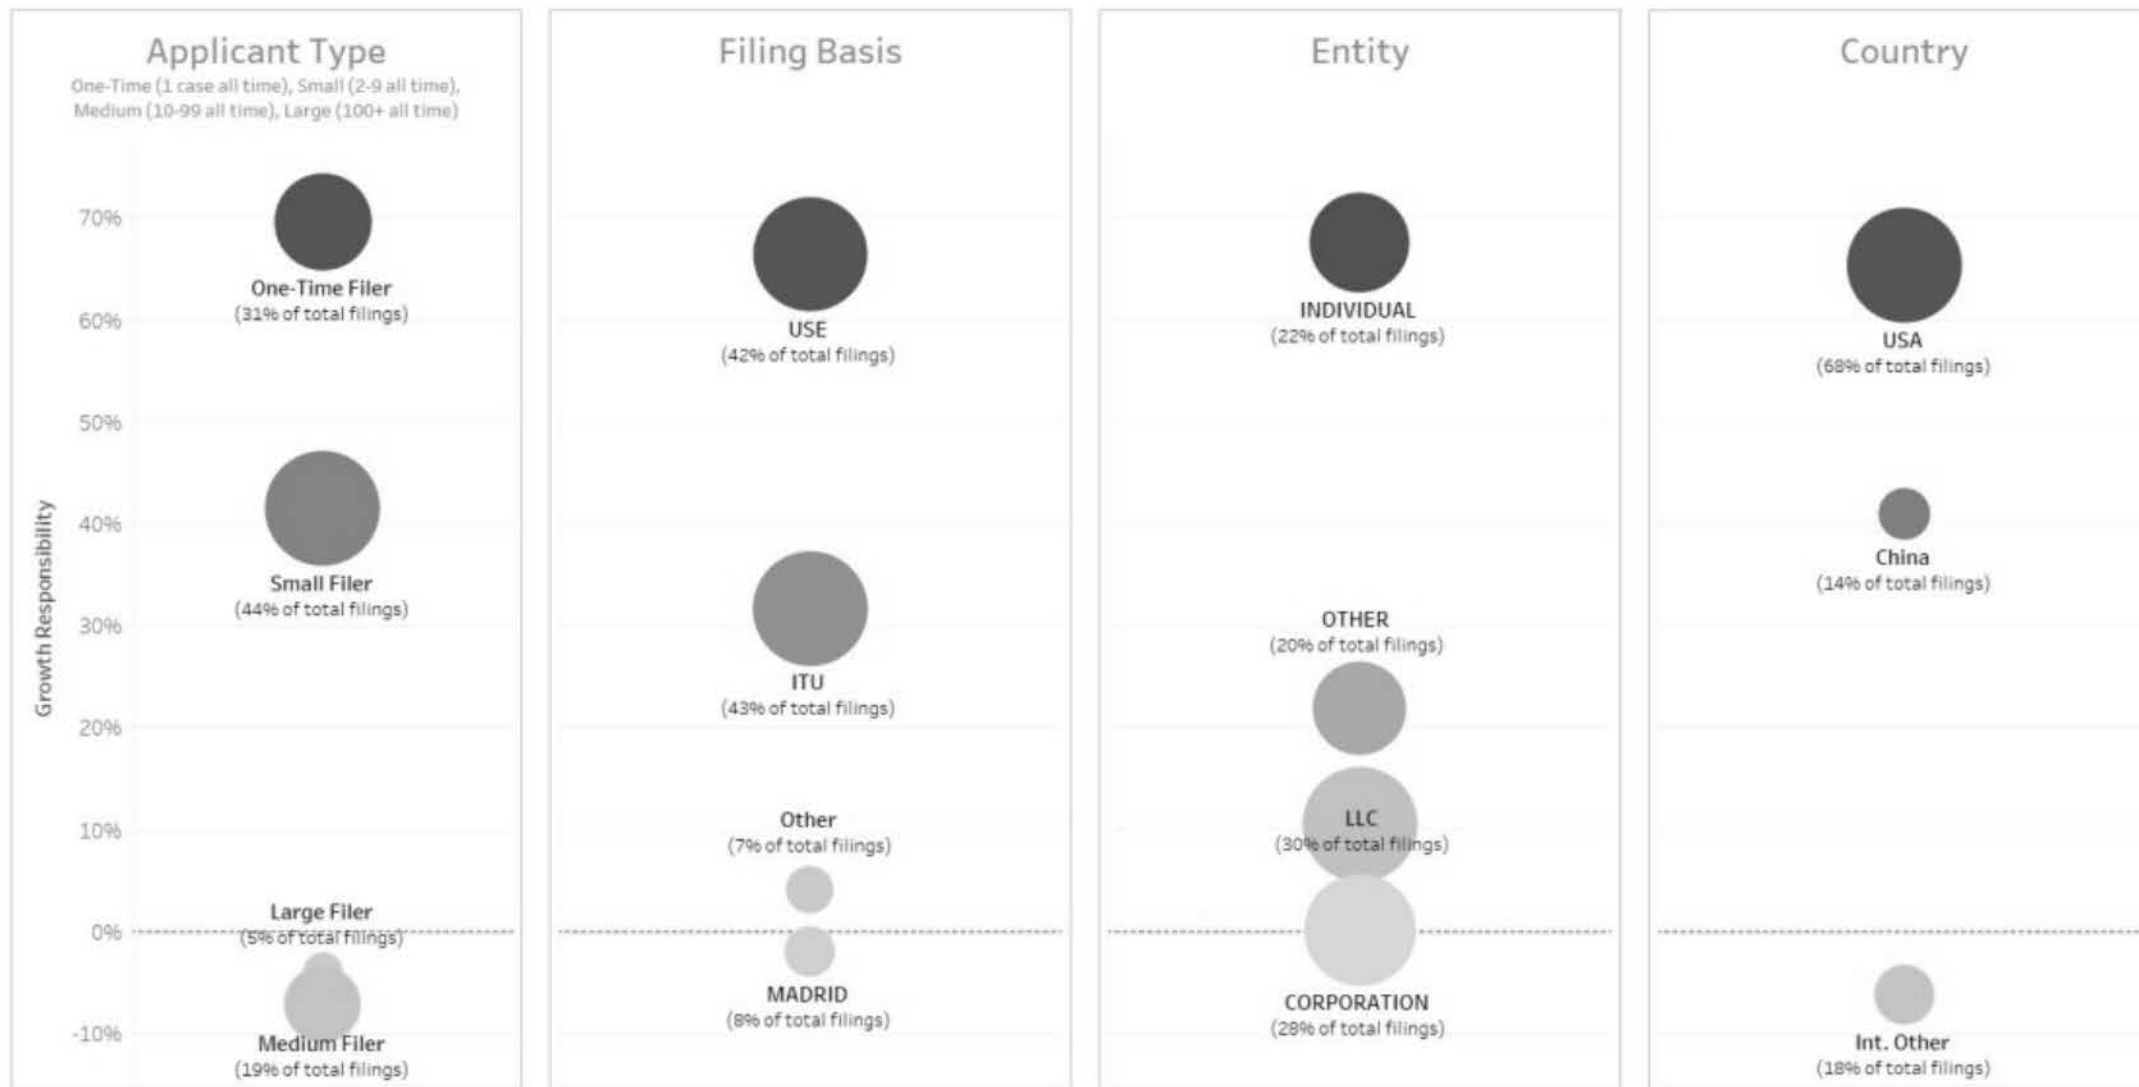 Applicant Type
One-Time (1 case all time), Small (2-9 all time),
Medium (10-99 all time), Large (100+ all time)
Growth Responsibility
70%
60%
50%
40%
30%
20%
10%
0%
-10%
One-Time Filer
(31% of total filings)
Small Filer
(44% of total filings)
Large Filer
(5% of total filings)
Medium Filer
(19% of total filings)
Filing Basis
USE
(42% of total filings)
ITU
(43% of total filings)
Other
(7% of total filings)
MADRID
(8% of total filings)
Entity
INDIVIDUAL
(22% of total filings)
OTHER
(20% of total filings)
LLC
(30% of total filings)
CORPORATION
(28% of total filings)
Country
USA
(68% of total filings)
China
(14% of total filings)
Int. Other
(18% of total filings)